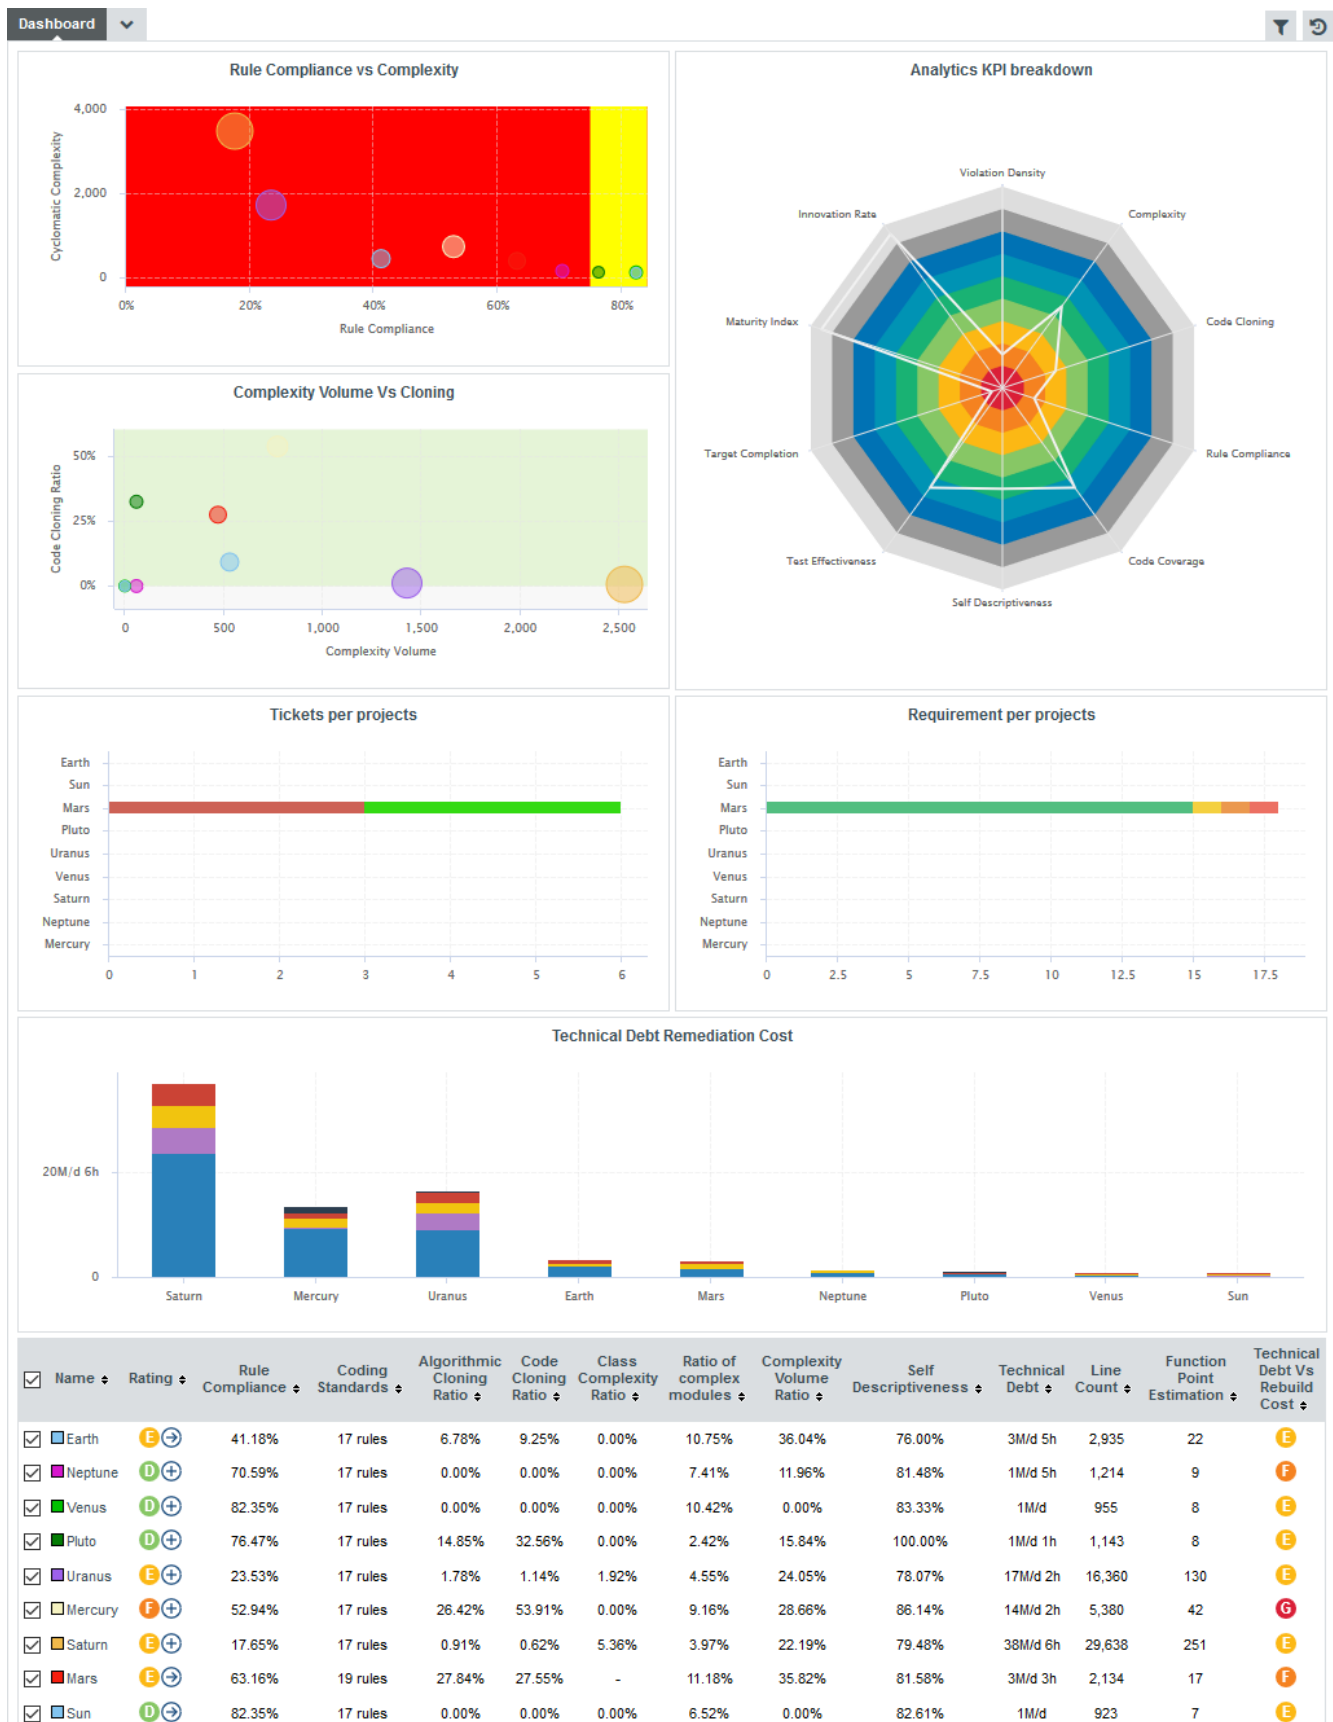 Dashboard
Rule Compliance vs Complexity
Cyclomatic Complexity
4,000
2,000
0
0% 20% 40% 60% 80%
Rule Compliance
Analytics KPI breakdown
Violation Density
Innovation Rate Complexity
Maturity Index Code Cloning
Target Completion Rule Compliance
Test Effectiveness Code Coverage
Self Descriptiveness
Complexity Volume Vs Cloning
Code Cloning Ratio
50%
25%
0%
0 500 1,000 1,500 2,000 2,500
Complexity Volume
Tickets per projects
Earth
Sun
Mars
Pluto
Uranus
Venus
Saturn
Neptune
Mercury
0 1 2 3 4 5 6
Requirement per projects
Earth
Sun
Mars
Pluto
Uranus
Venus
Saturn
Neptune
Mercury
0 2.5 5 7.5 10 12.5 15 17.5
Technical Debt Remediation Cost
20M/d 6h
0
Saturn Mercury Uranus Earth Mars Neptune Pluto Venus Sun
Name Rating Rule Compliance Coding Standards Algorithmic Cloning Ratio Code Cloning Ratio Class Complexity Ratio Ratio of complex modules Complexity Volume Ratio Self Descriptiveness Technical Debt Line Count Function Point Estimation Technical Debt Vs Rebuild Cost
Earth E 41.18% 17 rules 6.78% 9.25% 0.00% 10.75% 36.04% 76.00% 3M/d 5h 2,935 22 E
Neptune D 70.59% 17 rules 0.00% 0.00% 0.00% 7.41% 11.96% 81.48% 1M/d 5h 1,214 9 F
Venus D 82.35% 17 rules 0.00% 0.00% 0.00% 10.42% 0.00% 83.33% 1M/d 955 8 E
Pluto D 76.47% 17 rules 14.85% 32.56% 0.00% 2.42% 15.84% 100.00% 1M/d 1h 1,143 8 E
Uranus E 23.53% 17 rules 1.78% 1.14% 1.92% 4.55% 24.05% 78.07% 17M/d 2h 16,360 130 E
Mercury F 52.94% 17 rules 26.42% 53.91% 0.00% 9.16% 28.66% 86.14% 14M/d 2h 5,380 42 G
Saturn E 17.65% 17 rules 0.91% 0.62% 5.36% 3.97% 22.19% 79.48% 38M/d 6h 29,638 251 E
Mars E 63.16% 19 rules 27.84% 27.55% - 11.18% 35.82% 81.58% 3M/d 3h 2,134 17 F
Sun D 82.35% 17 rules 0.00% 0.00% 0.00% 6.52% 0.00% 82.61% 1M/d 923 7 E